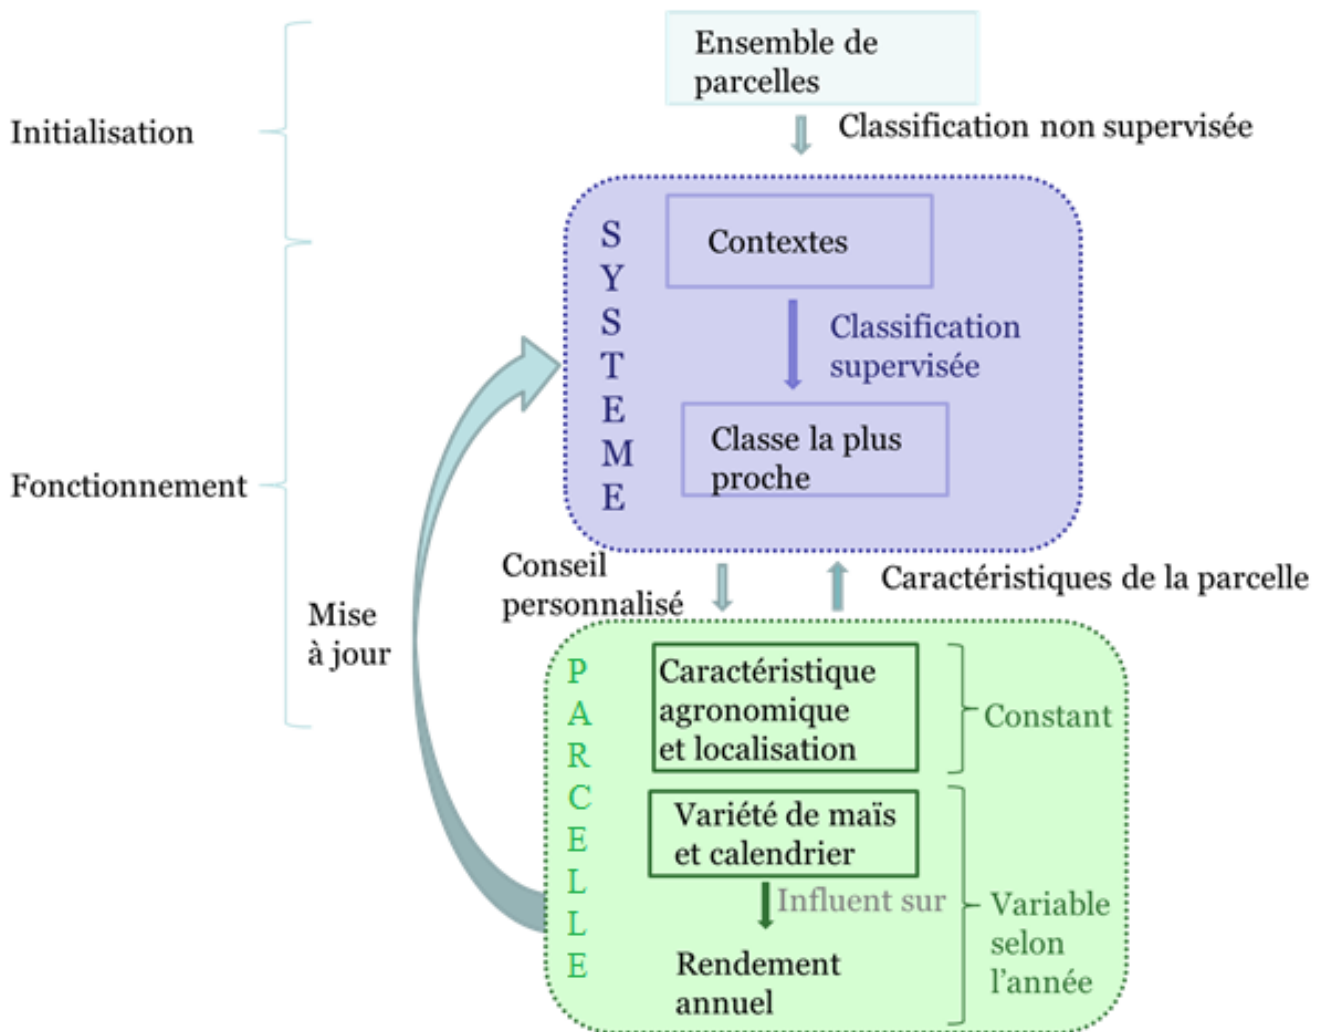 Ensemble de
parcelles
Initialisation
Classification non supervisée
SYSTEME
Contextes
Classification
supervisée
Classe la plus
proche
Fonctionnement
Conseil
personnalisé
Caractéristiques de la parcelle
Mise
à jour
PARCELLE
Caractéristique
agronomique
et localisation
Constant
Variété de maïs
et calendrier
Influent sur
Variable
selon
l'année
Rendement
annuel